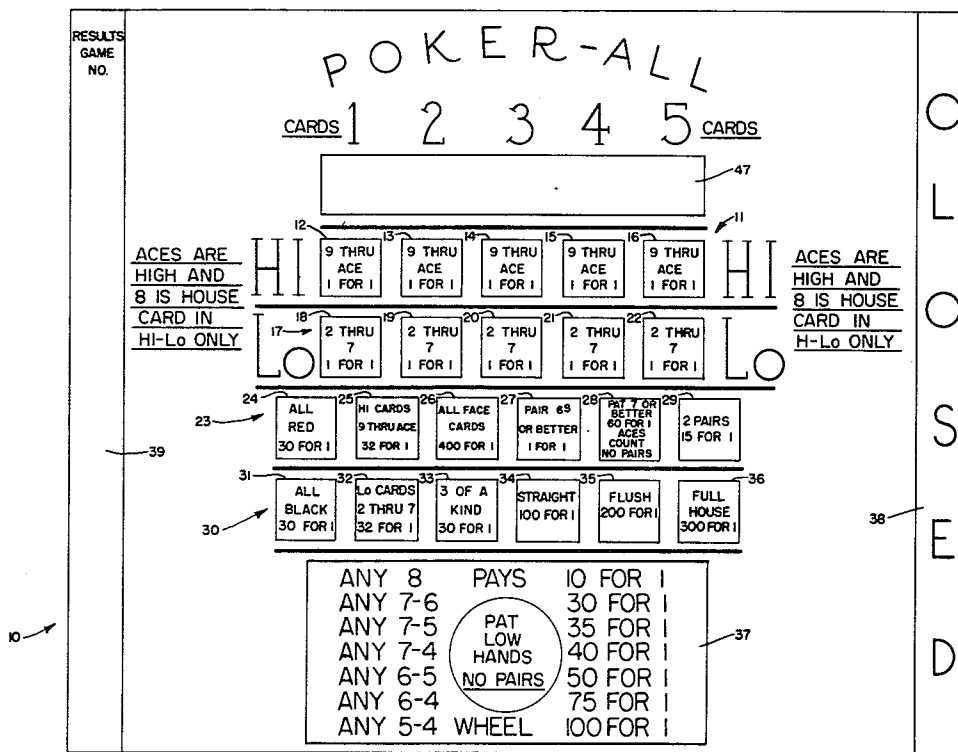 RESULTS
GAME
NO.
POKER-ALL
CARDS 1 2 3 4 5 CARDS
47
11
12 13 14 15 16
ACES ARE
HIGH AND
8 IS HOUSE
CARD IN
HI-Lo ONLY
HI
9 THRU
ACE
1 FOR 1
9 THRU
ACE
1 FOR 1
9 THRU
ACE
1 FOR 1
9 THRU
ACE
1 FOR 1
9 THRU
ACE
1 FOR 1
HI
ACES ARE
HIGH AND
8 IS HOUSE
CARD IN
H-Lo ONLY
17
18 19 20 21 22
Lo
2 THRU
7
1 FOR 1
2 THRU
7
1 FOR 1
2 THRU
7
1 FOR 1
2 THRU
7
1 FOR 1
2 THRU
7
1 FOR 1
Lo
23
24 25 26 27 28 29
ALL
RED
30 FOR 1
HI CARDS
9 THRU ACE
32 FOR 1
ALL FACE
CARDS
400 FOR 1
PAIR 6S
OR BETTER
1 FOR 1
PAT 7 OR
BETTER
60 FOR 1
ACES
COUNT
NO PAIRS
2 PAIRS
15 FOR 1
30
31 32 33 34 35 36
ALL
BLACK
30 FOR 1
Lo CARDS
2 THRU 7
32 FOR 1
3 OF A
KIND
30 FOR 1
STRAIGHT
100 FOR 1
FLUSH
200 FOR 1
FULL
HOUSE
300 FOR 1
ANY 8 PAYS 10 FOR 1
ANY 7-6 30 FOR 1
ANY 7-5 35 FOR 1
ANY 7-4 40 FOR 1
ANY 6-5 50 FOR 1
ANY 6-4 75 FOR 1
ANY 5-4 WHEEL 100 FOR 1
PAT
LOW
HANDS
NO PAIRS
37
39
38
10
CLOSED